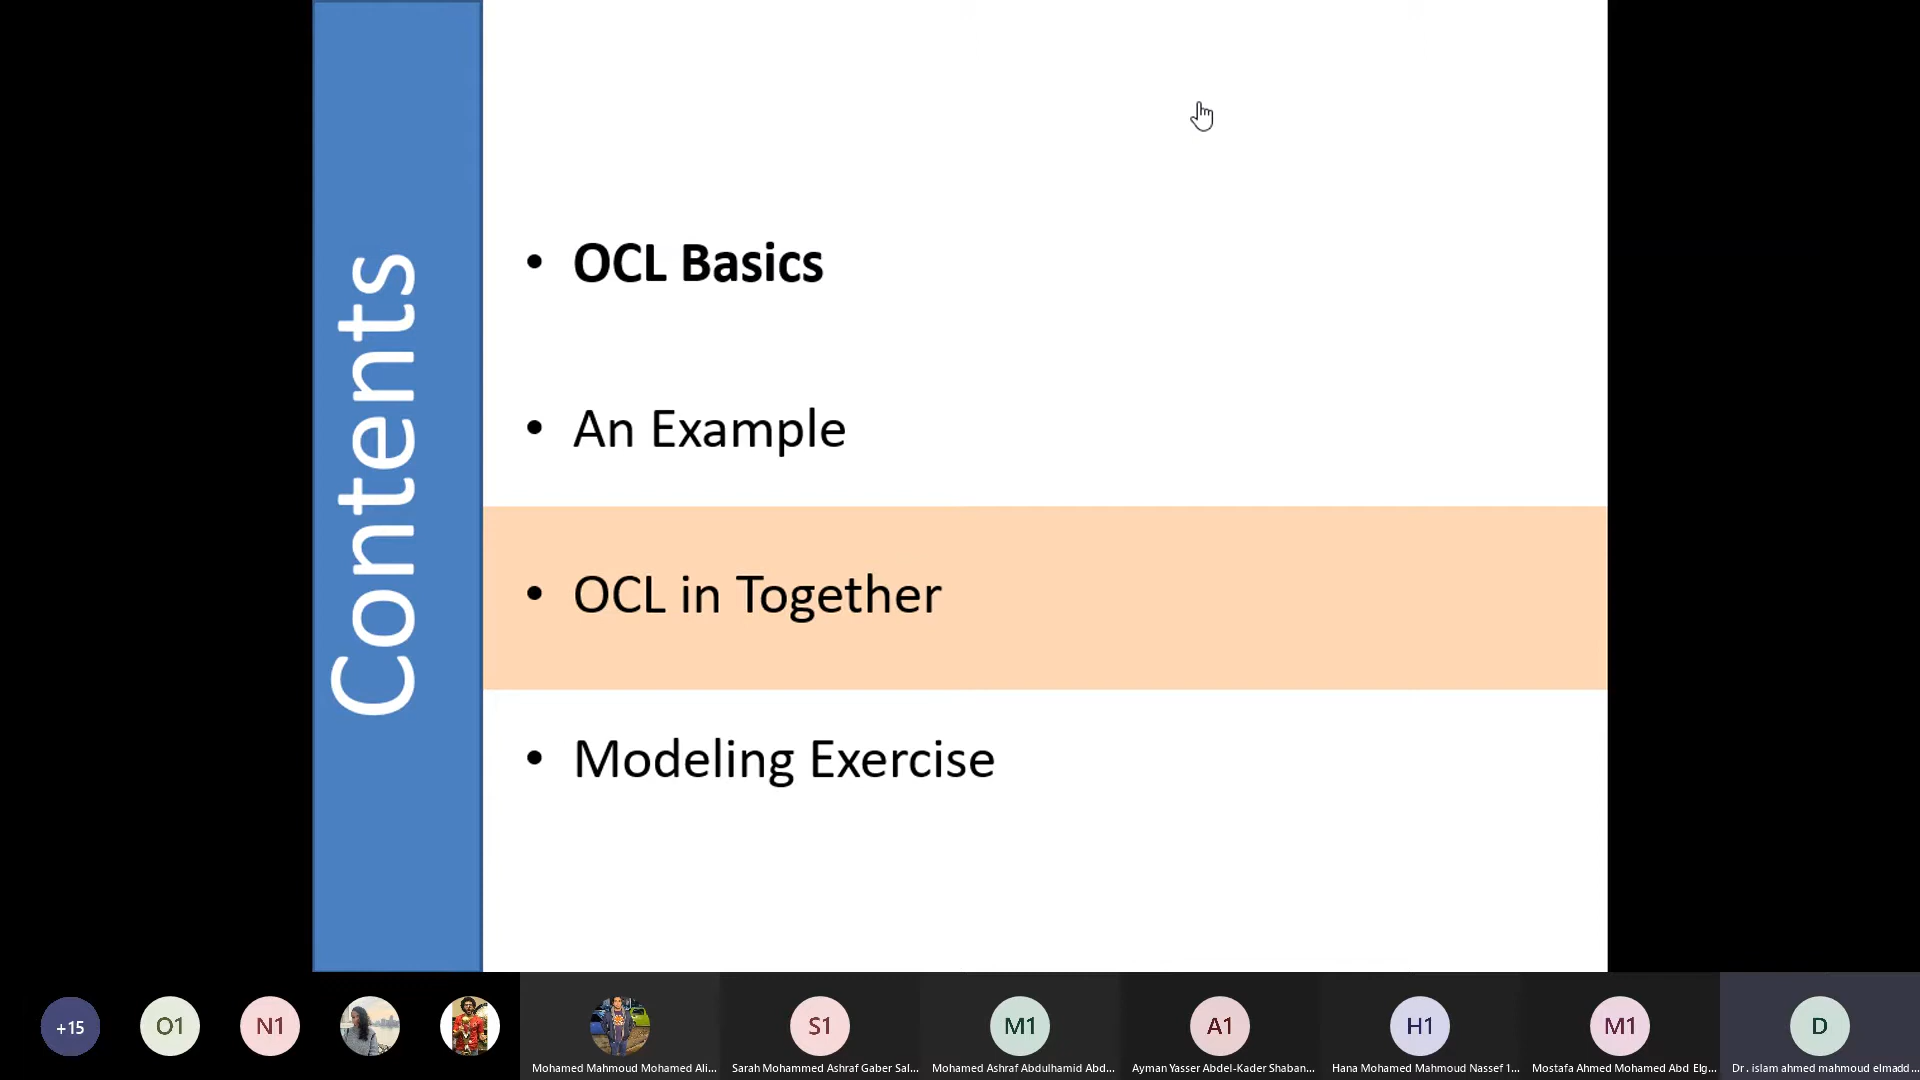 Contents
• OCL Basics
• An Example
• OCL in Together
• Modeling Exercise
+15
O1
N1
S1
M1
A1
H1
M1
D
Mohamed Mahmoud Mohamed Ali...
Sarah Mohammed Ashraf Gaber Sal...
Mohamed Ashraf Abdulhamid Abd...
Ayman Yasser Abdel-Kader Shaban...
Hana Mohamed Mahmoud Nassef 1...
Mostafa Ahmed Mohamed Abd Elg...
Dr. islam ahmed mahmoud elmadd...